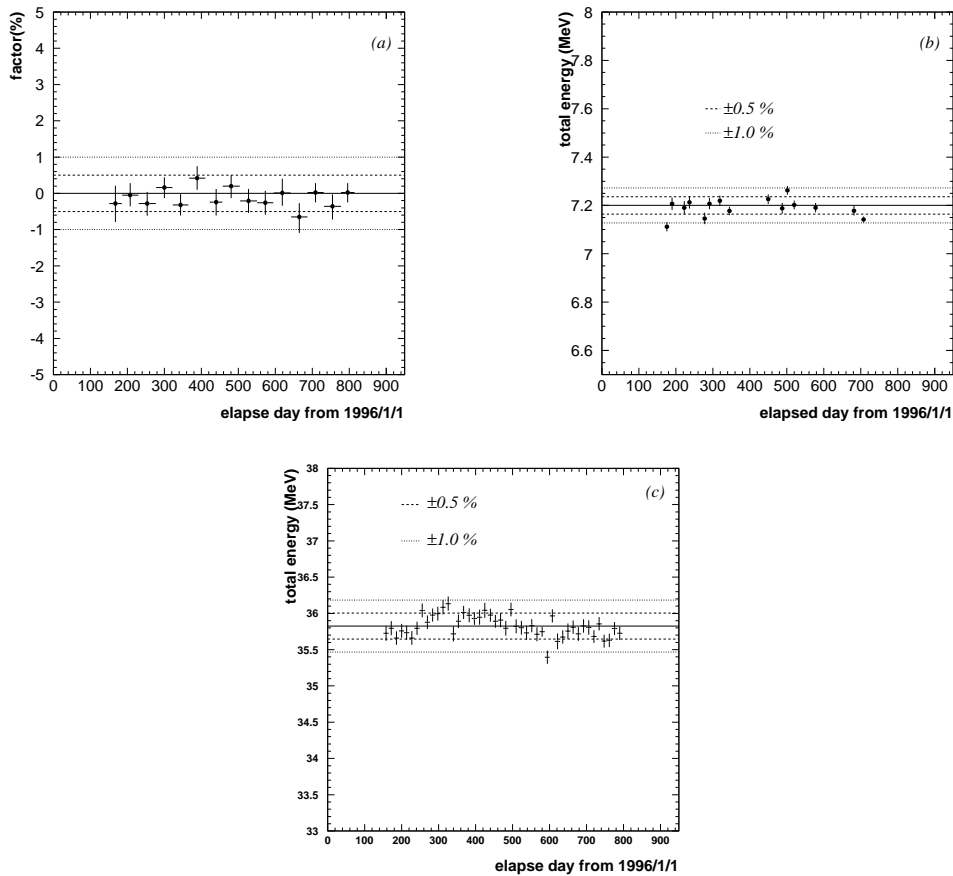 (a)
factor(%)
5
4
3
2
1
0
-1
-2
-3
-4
-5
0 100 200 300 400 500 600 700 800 900
elapse day from 1996/1/1
(b)
total energy (MeV)
8
7.8
7.6
7.4
7.2
7
6.8
6.6
±0.5 %
±1.0 %
0 100 200 300 400 500 600 700 800 900
elapsed day from 1996/1/1
(c)
total energy (MeV)
38
37.5
37
36.5
36
35.5
35
34.5
34
33.5
33
±0.5 %
±1.0 %
0 100 200 300 400 500 600 700 800 900
elapse day from 1996/1/1